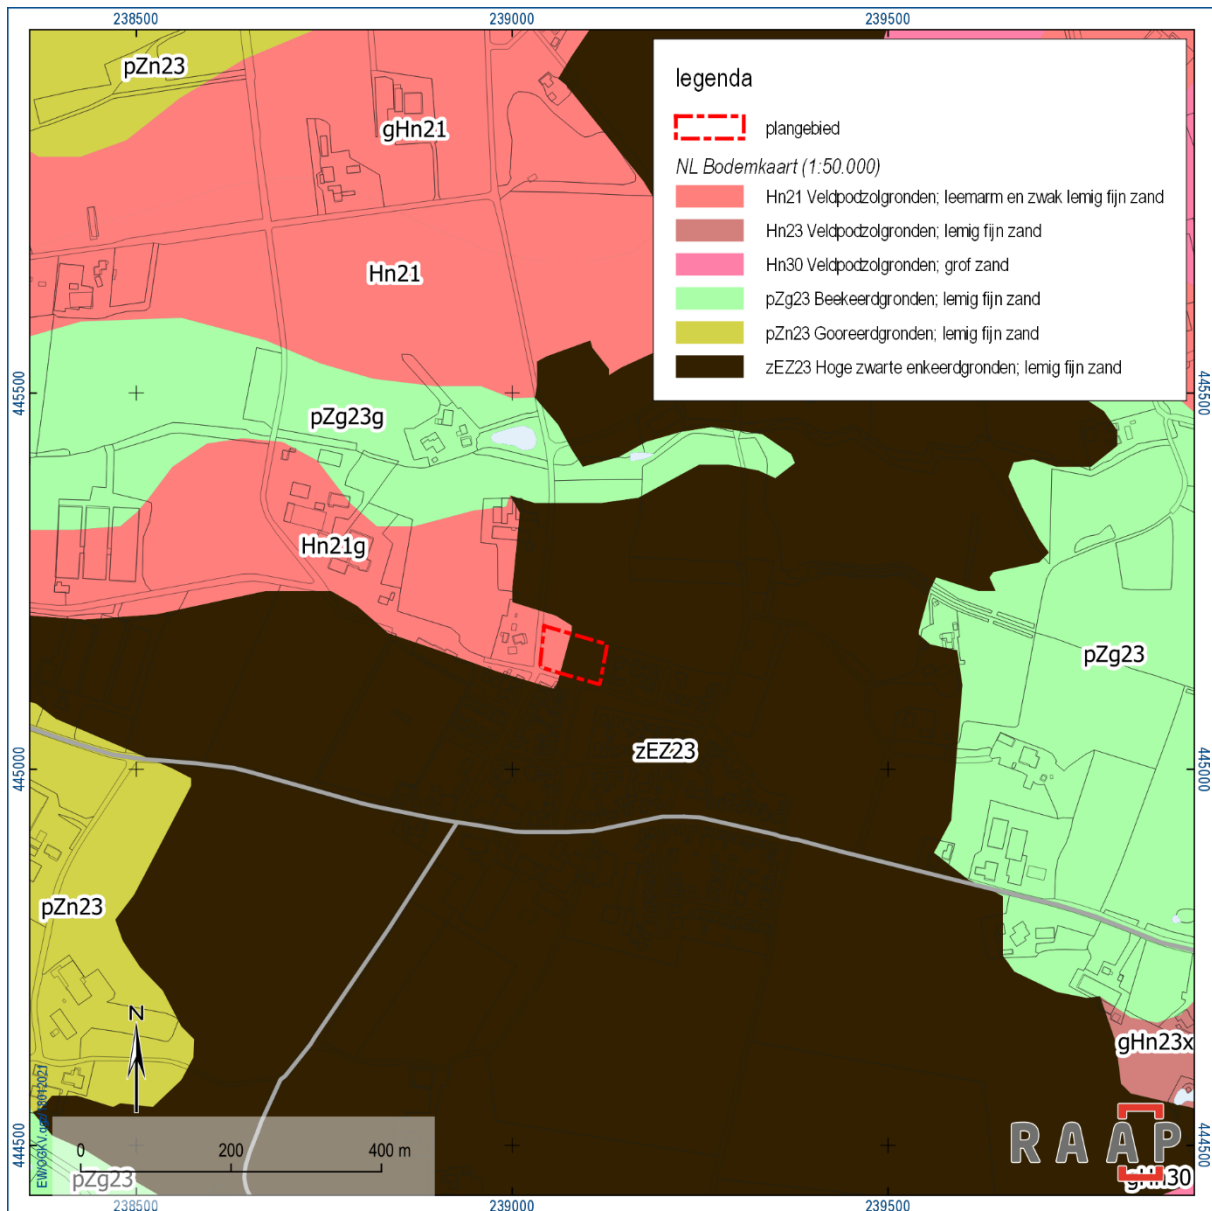 238500
239000
239500
pZn23
gHn21
legenda
plangebied
NL Bodemkaart (1:50.000)
Hn21 Veldpodzolgronden; leemarm en zwak lemig fijn zand
Hn23 Veldpodzolgronden; lemig fijn zand
Hn30 Veldpodzolgronden; grof zand
pZg23 Beekeerdgronden; lemig fijn zand
pZn23 Gooreerdgronden; lemig fijn zand
zEZ23 Hoge zwarte enkeerdgronden; lemig fijn zand
Hn21
445500
445500
pZg23g
Hn21g
pZg23
zEZ23
445000
445000
pZn23
N
gHn23x
444500
444500
0 200 400 m
pZg23
RAAP
gHn30
238500
239000
239500